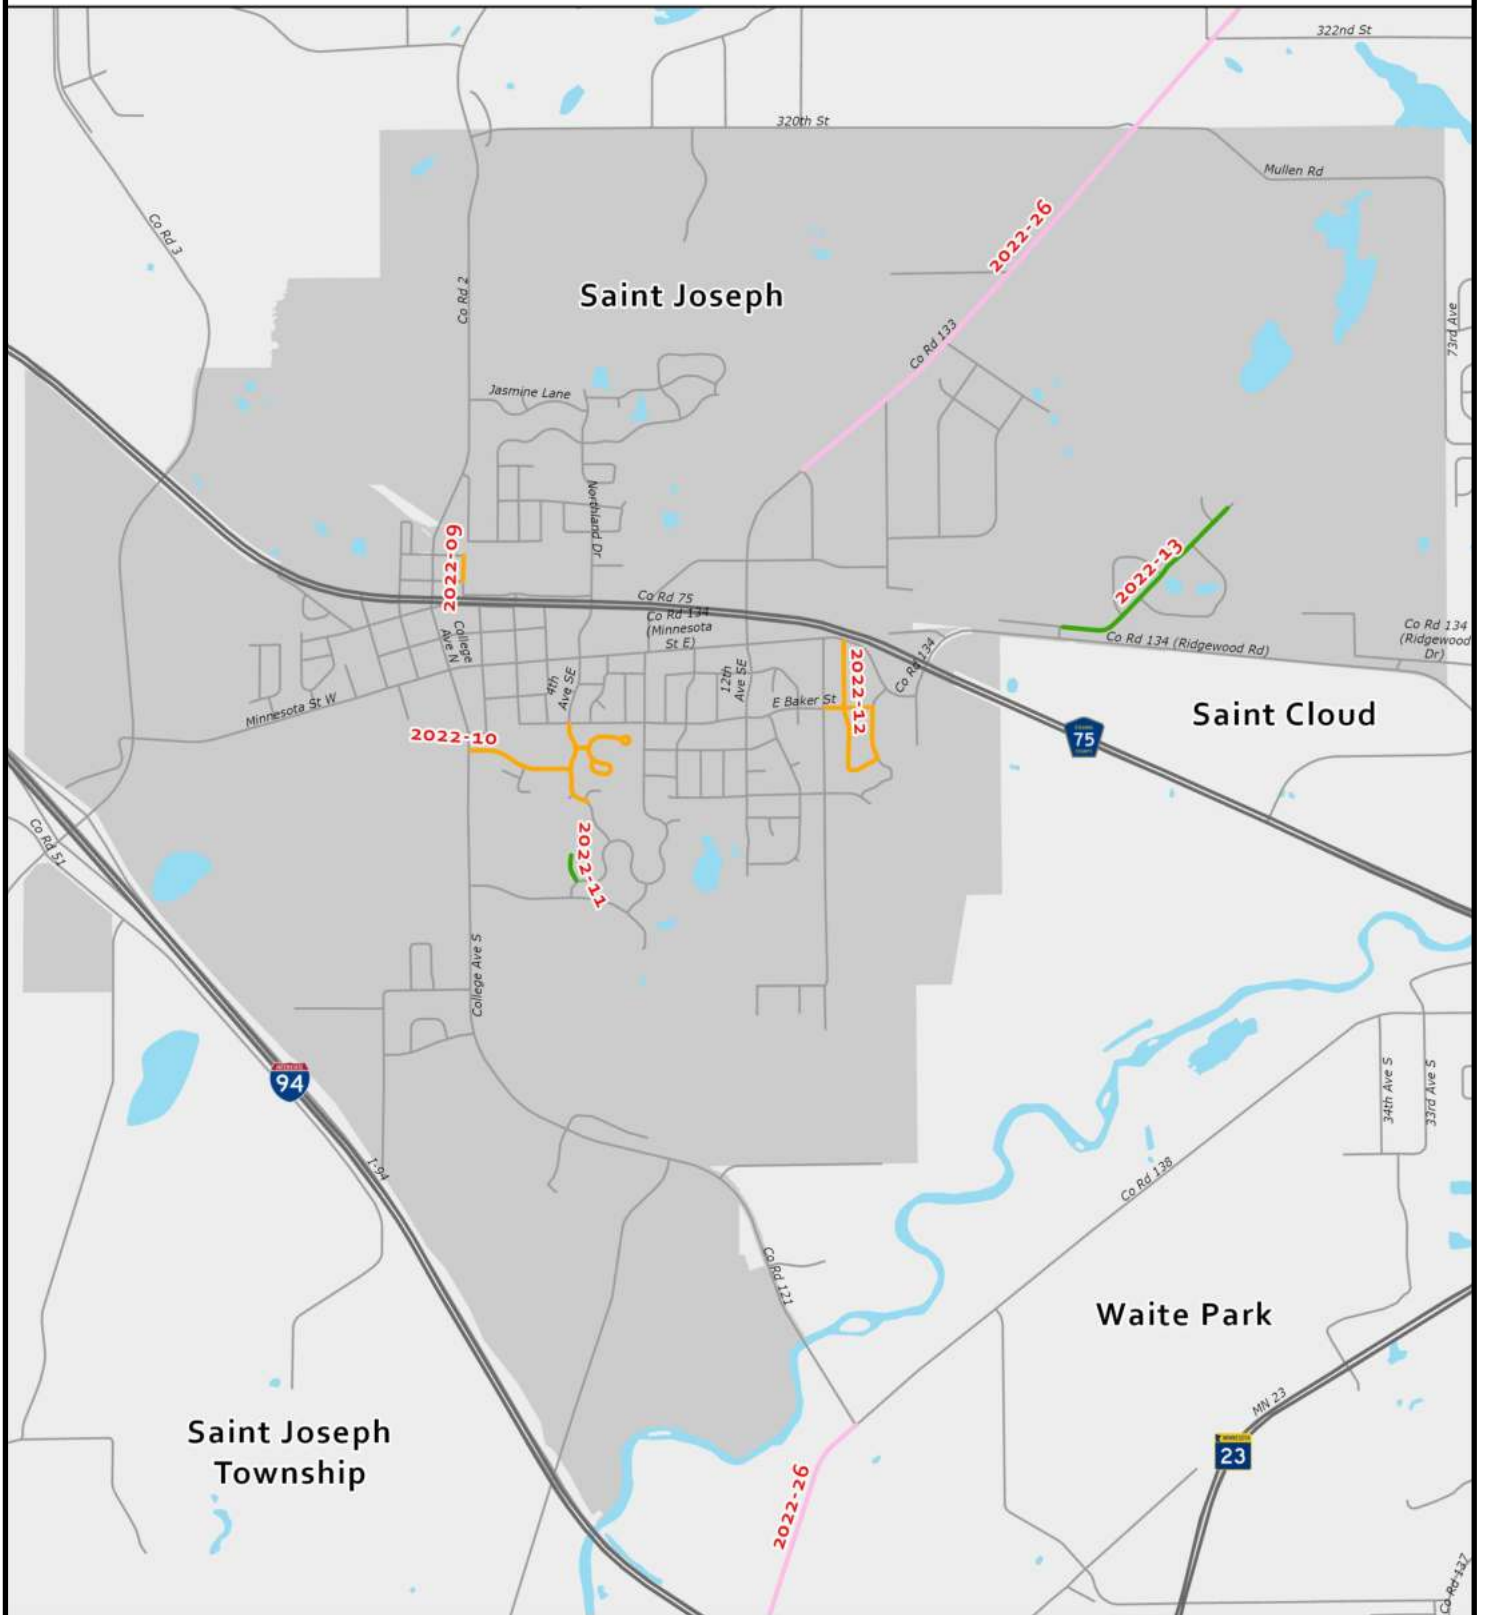 322nd St
320th St
Mullen Rd
Co Rd 3
2022-26
Co Rd 2
Saint Joseph
Co Rd 133
73rd Ave
Jasmine Lane
Northland Dr
2022-09
2022-13
Co Rd 75
Co Rd 134
(Minnesota
St E)
College
Ave N
Co Rd 134 (Ridgewood Rd)
Co Rd 134
(Ridgewood
Dr)
4th
Ave SE
12th
Ave SE
Co Rd 134
E Baker St
2022-12
Minnesota St W
2022-10
Saint Cloud
COUNTY
75
Co Rd 51
2022-11
College Ave S
INTERSTATE
94
I-94
34th Ave S
33rd Ave S
Co Rd 138
Co Rd 121
Waite Park
MN 23
MINNESOTA
23
Saint Joseph
Township
2022-26
Co Rd 137